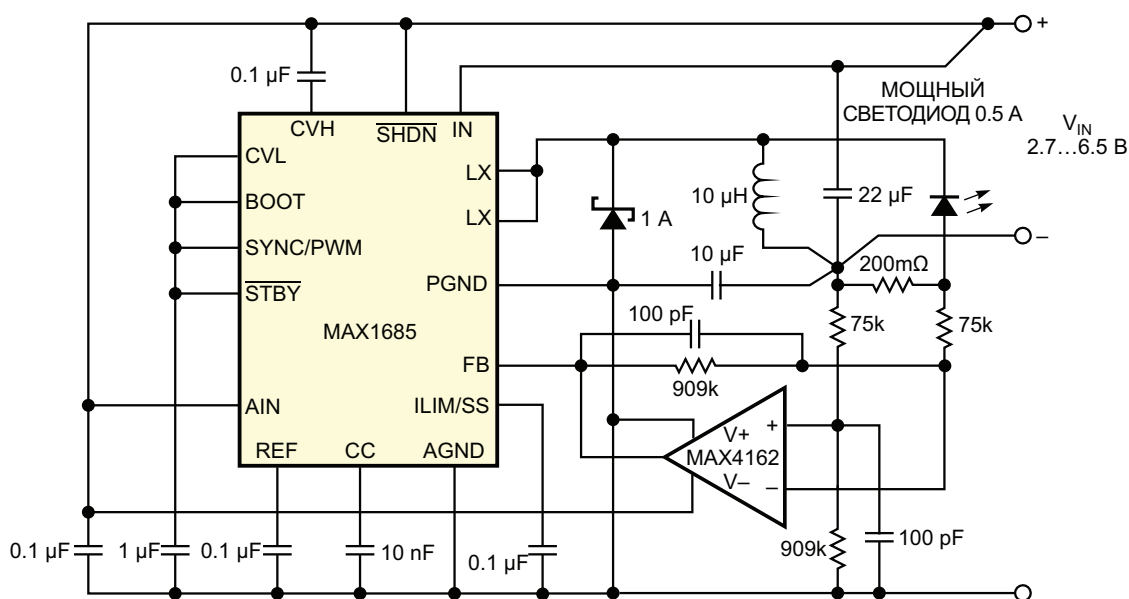 +
0.1 µF
МОЩНЫЙ
СВЕТОДИОД 0.5 А
V_IN
2.7...6.5 В
CVH
SHDN
IN
CVL
LX
BOOT
LX
10 µH
22 µF
1 A
SYNC/PWM
–
10 µF
200mΩ
PGND
STBY
100 pF
75k
75k
MAX1685
FB
909k
AIN
ILIM/SS
V+
+
MAX4162
REF
CC
AGND
V–
–
0.1 µF
1 µF
0.1 µF
10 nF
0.1 µF
909k
100 pF